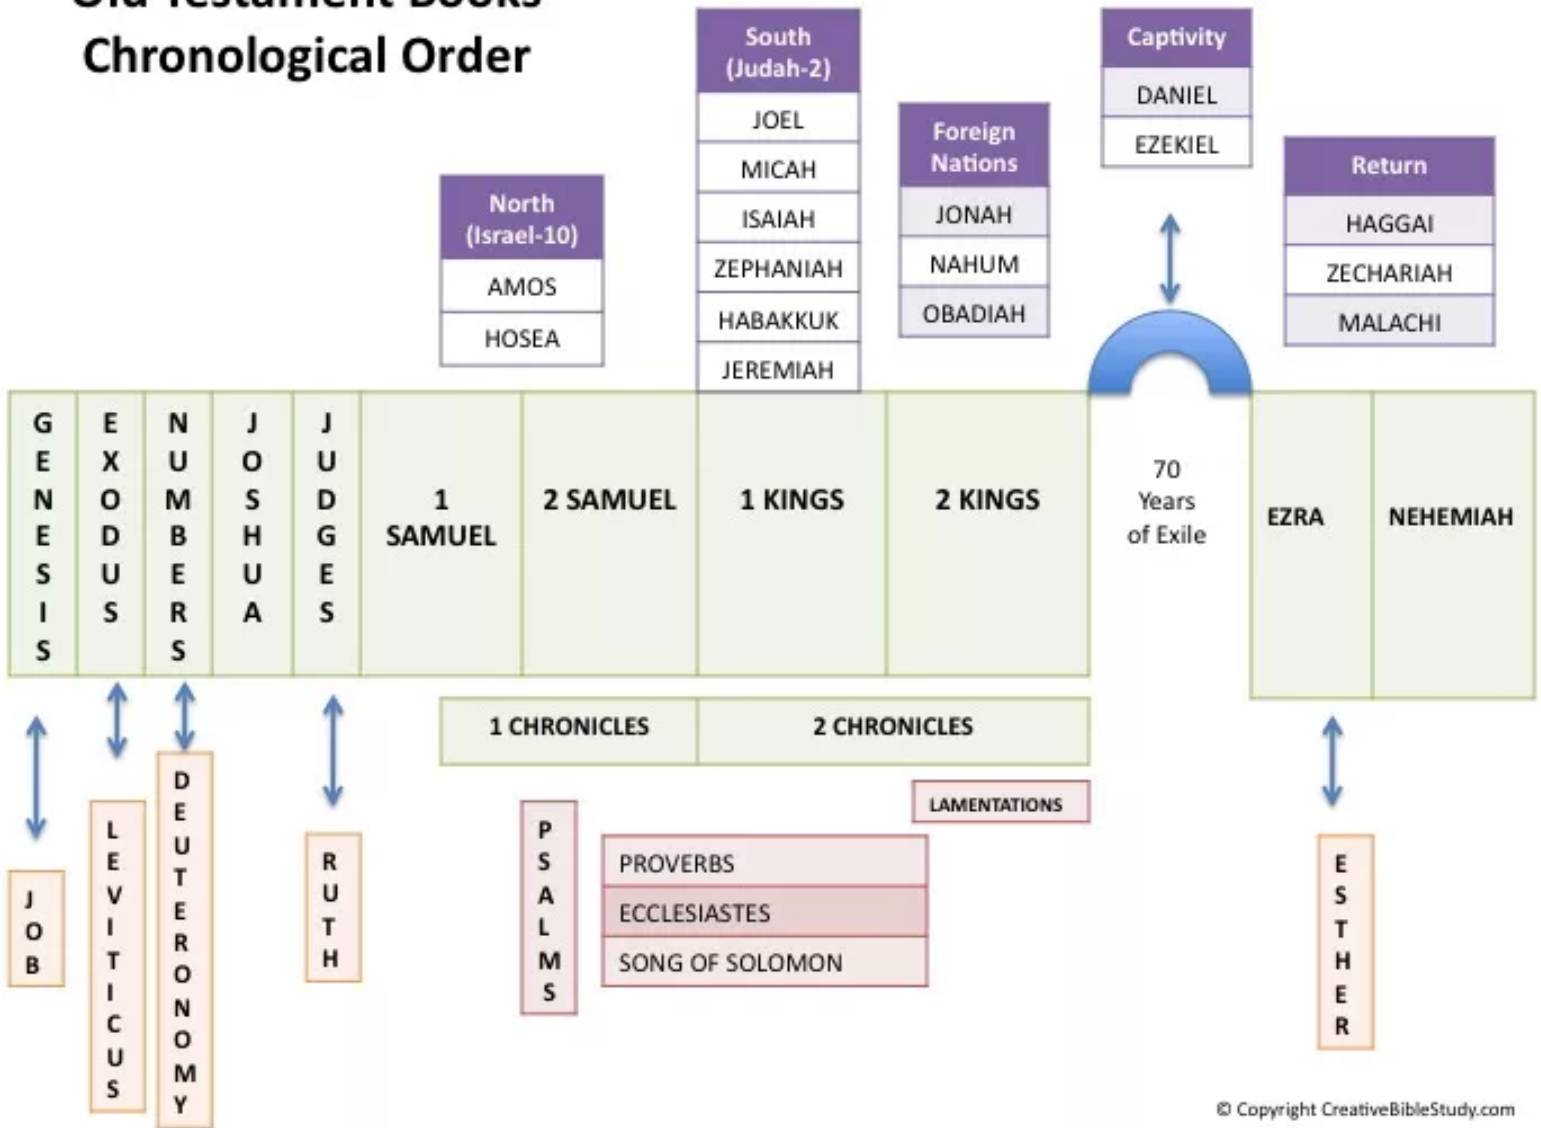 Old Testament Books
Chronological Order
South
(Judah-2)
JOEL
MICAH
ISAIAH
ZEPHANIAH
HABAKKUK
JEREMIAH
Captivity
DANIEL
EZEKIEL
Foreign
Nations
JONAH
NAHUM
OBADIAH
Return
HAGGAI
ZECHARIAH
MALACHI
North
(Israel-10)
AMOS
HOSEA
GENESIS
EXODUS
NUMBERS
JOSHUA
JUDGES
1
SAMUEL
2 SAMUEL
1 KINGS
2 KINGS
70
Years
of Exile
EZRA
NEHEMIAH
1 CHRONICLES
2 CHRONICLES
LAMENTATIONS
JOB
LEVITICUS
DEUTERONOMY
RUTH
PSALMS
PROVERBS
ECCLESIASTES
SONG OF SOLOMON
ESTHER
© Copyright CreativeBibleStudy.com